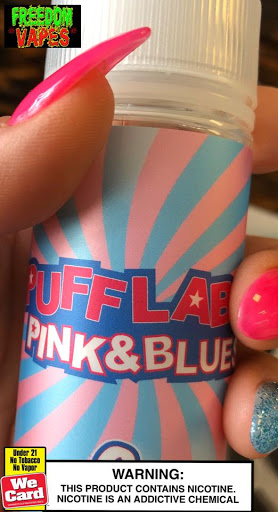 FREEDOM
VAPES
PUFF LAB
PINK&BLUES
Under 21
No Tobacco
No Vapor
We
Card
WARNING:
THIS PRODUCT CONTAINS NICOTINE.
NICOTINE IS AN ADDICTIVE CHEMICAL